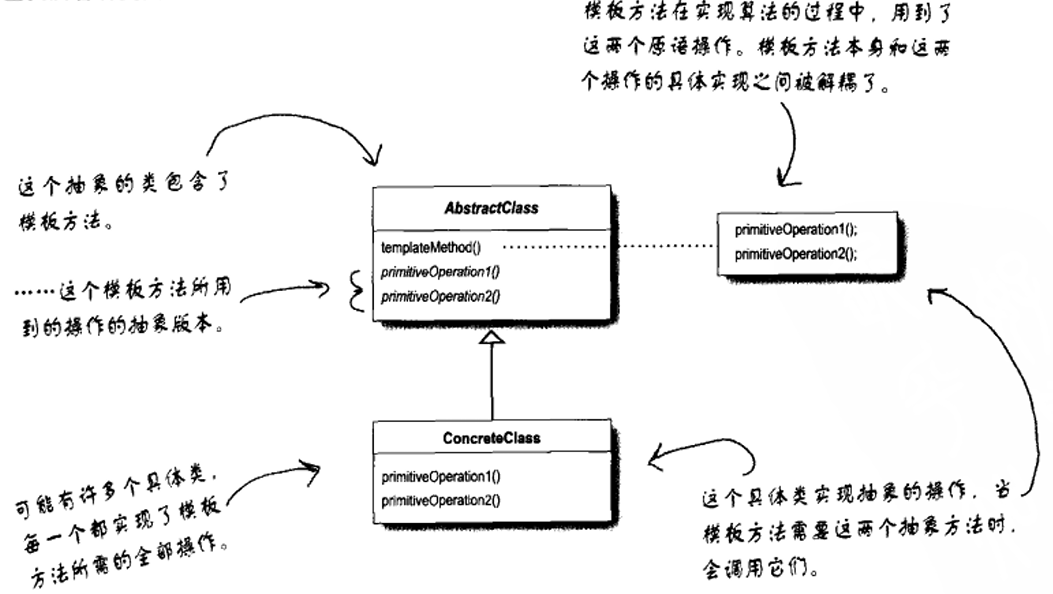 模板方法在实现算法的过程中，用到了
这两个原语操作。模板方法本身和这两
个操作的具体实现之间被解耦了。
这个抽象的类包含了
模板方法。
AbstractClass
templateMethod()
primitiveOperation1()
primitiveOperation2()
primitiveOperation1();
primitiveOperation2();
……这个模板方法所用
到的操作的抽象版本。
ConcreteClass
primitiveOperation1()
primitiveOperation2()
可能有许多个具体类，
每一个都实现了模板
方法所需的全部操作。
这个具体类实现抽象的操作，当
模板方法需要这两个抽象方法时，
会调用它们。